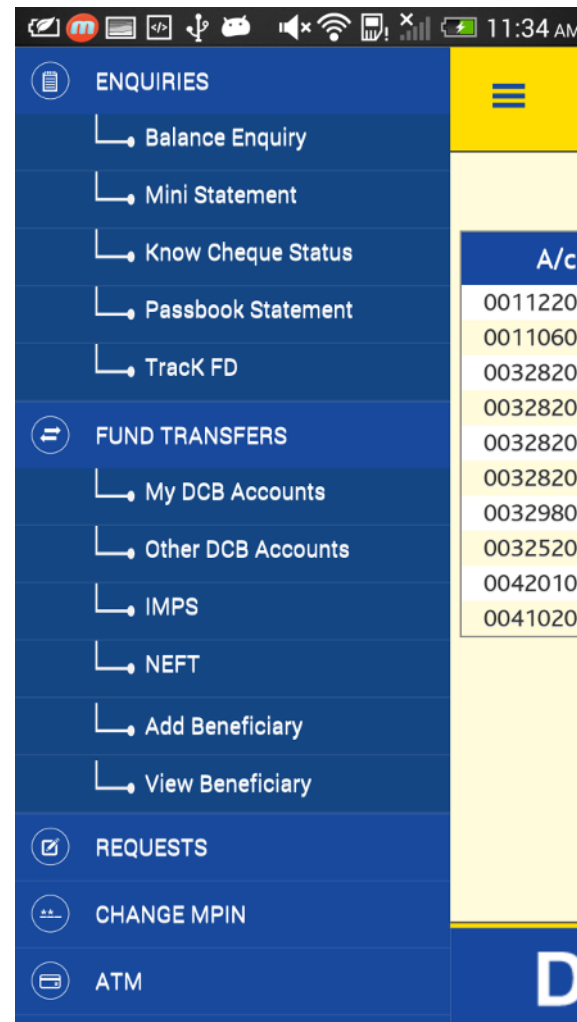 11:34 AM
ENQUIRIES
Balance Enquiry
Mini Statement
Know Cheque Status
Passbook Statement
TracK FD
FUND TRANSFERS
My DCB Accounts
Other DCB Accounts
IMPS
NEFT
Add Beneficiary
View Beneficiary
REQUESTS
CHANGE MPIN
ATM
A/c
0011220
0011060
0032820
0032820
0032820
0032820
0032980
0032520
0042010
0041020
D